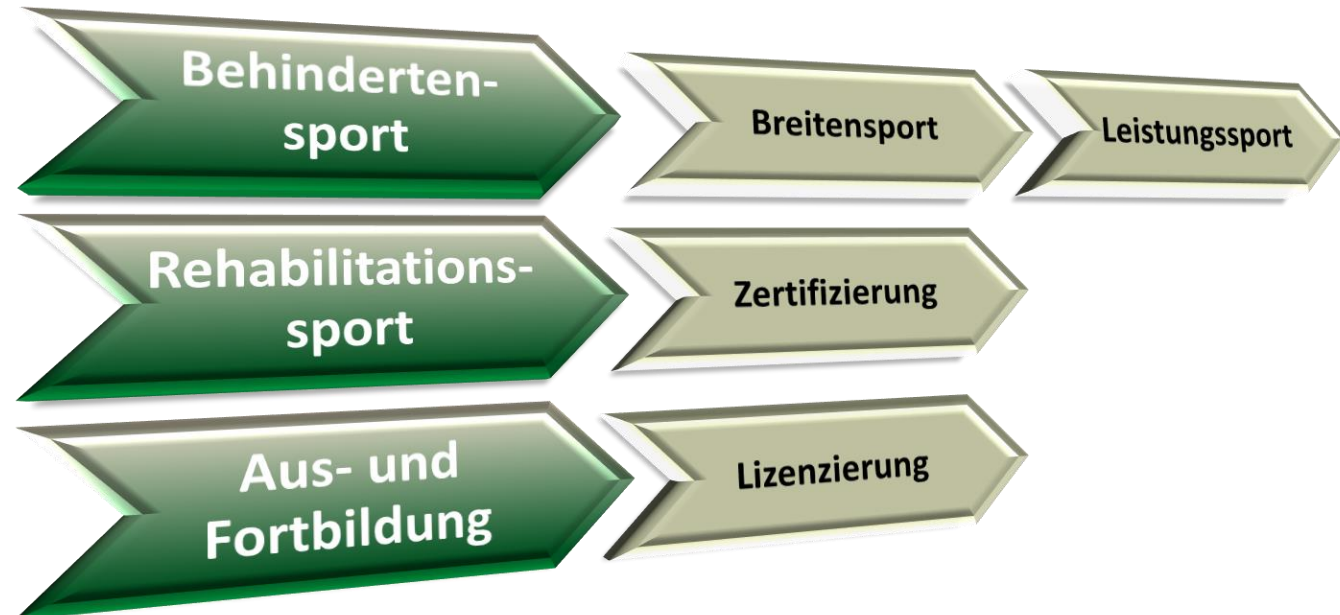 Behinderten-
sport
Breitensport
Leistungssport
Rehabilitations-
sport
Zertifizierung
Aus- und
Fortbildung
Lizenzierung